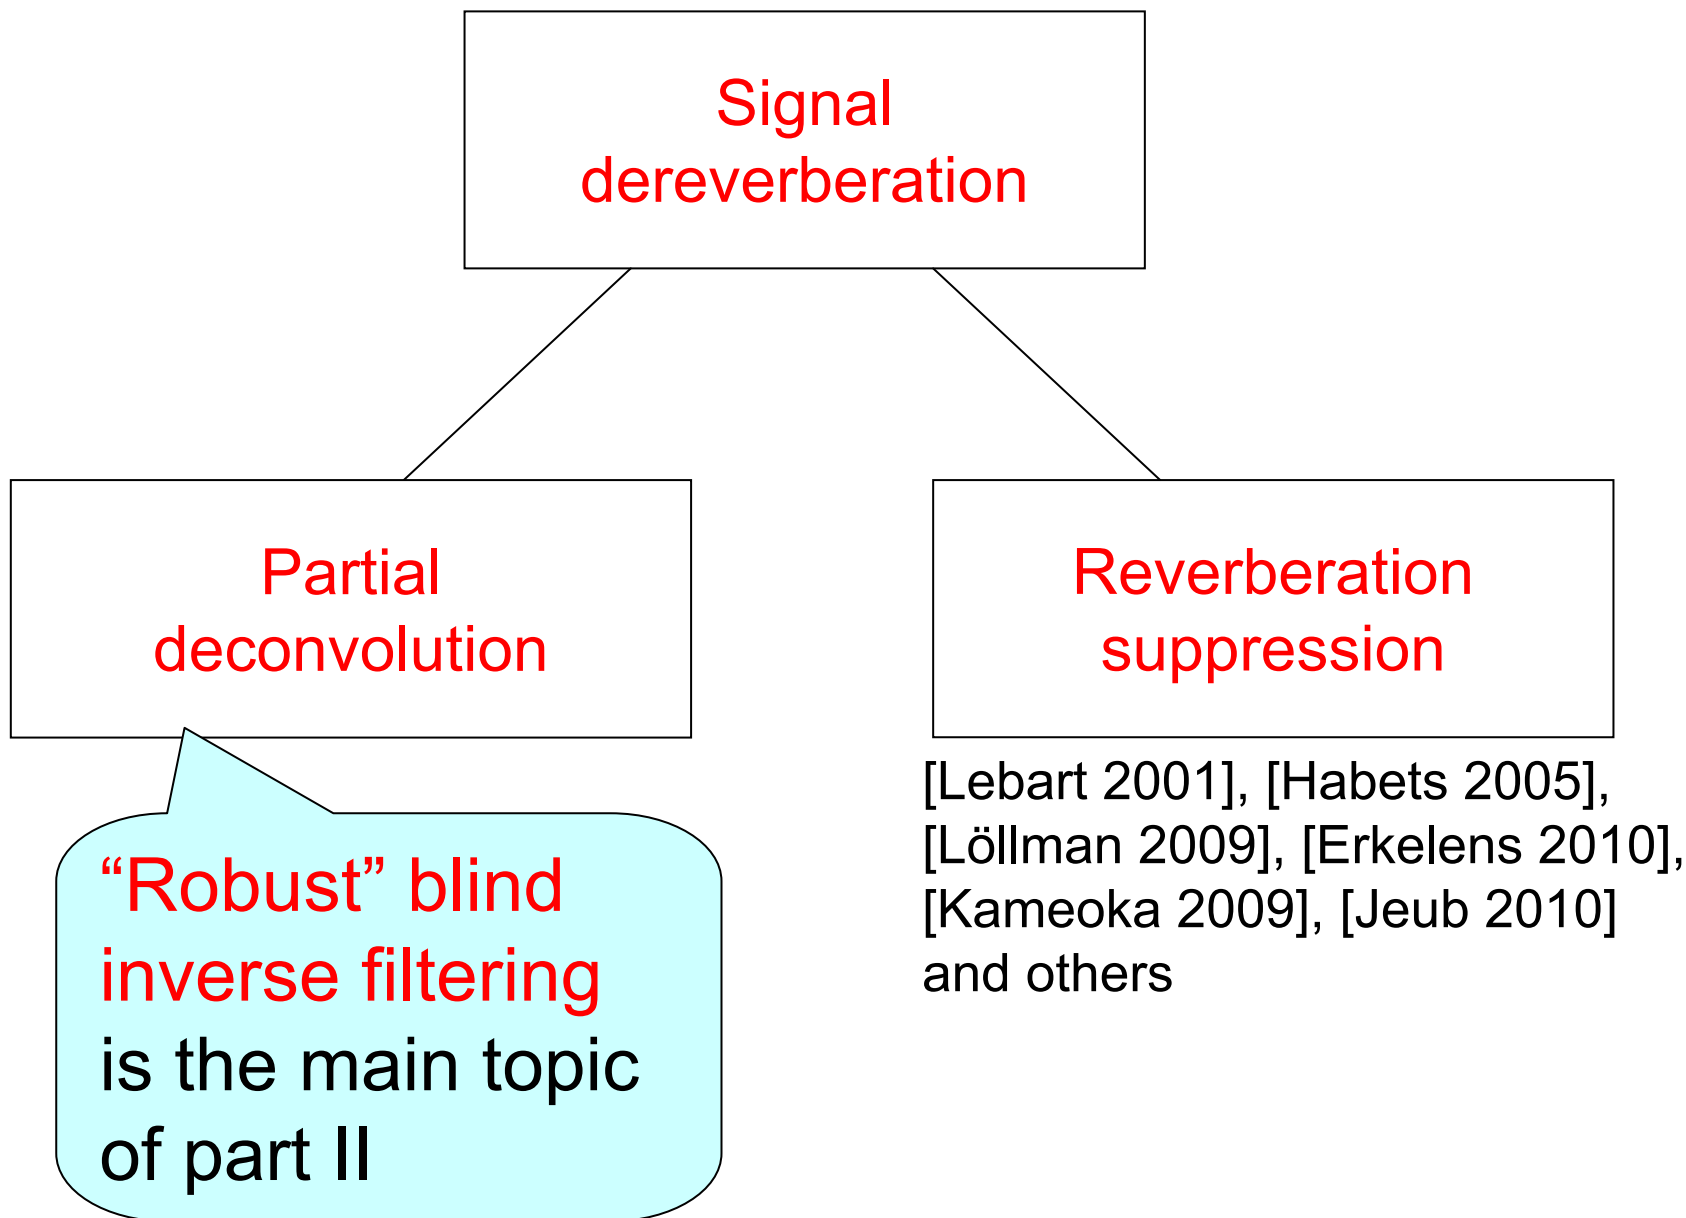 Signal
dereverberation
Partial
deconvolution
Reverberation
suppression
[Lebart 2001], [Habets 2005],
[Löllman 2009], [Erkelens 2010],
[Kameoka 2009], [Jeub 2010]
and others
“Robust” blind
inverse filtering
is the main topic
of part II